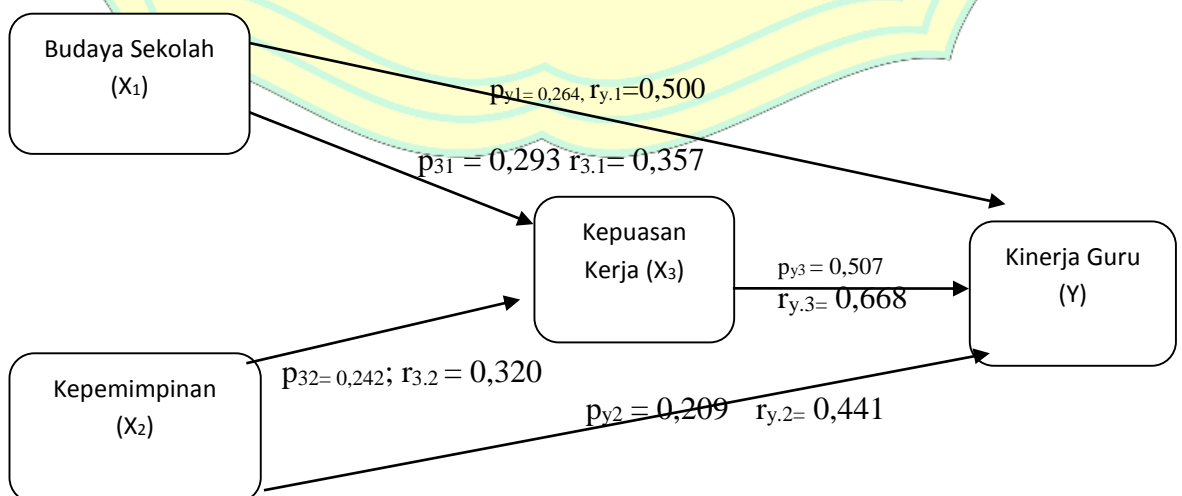 Budaya Sekolah
(X₁)
py1= 0,264, ry.1=0,500
p31 = 0,293 r3.1= 0,357
Kepuasan
Kerja (X₃)
py3 = 0,507
ry.3= 0,668
Kinerja Guru
(Y)
Kepemimpinan
(X₂)
p32= 0,242; r3.2 = 0,320
py2 = 0,209 ry.2= 0,441